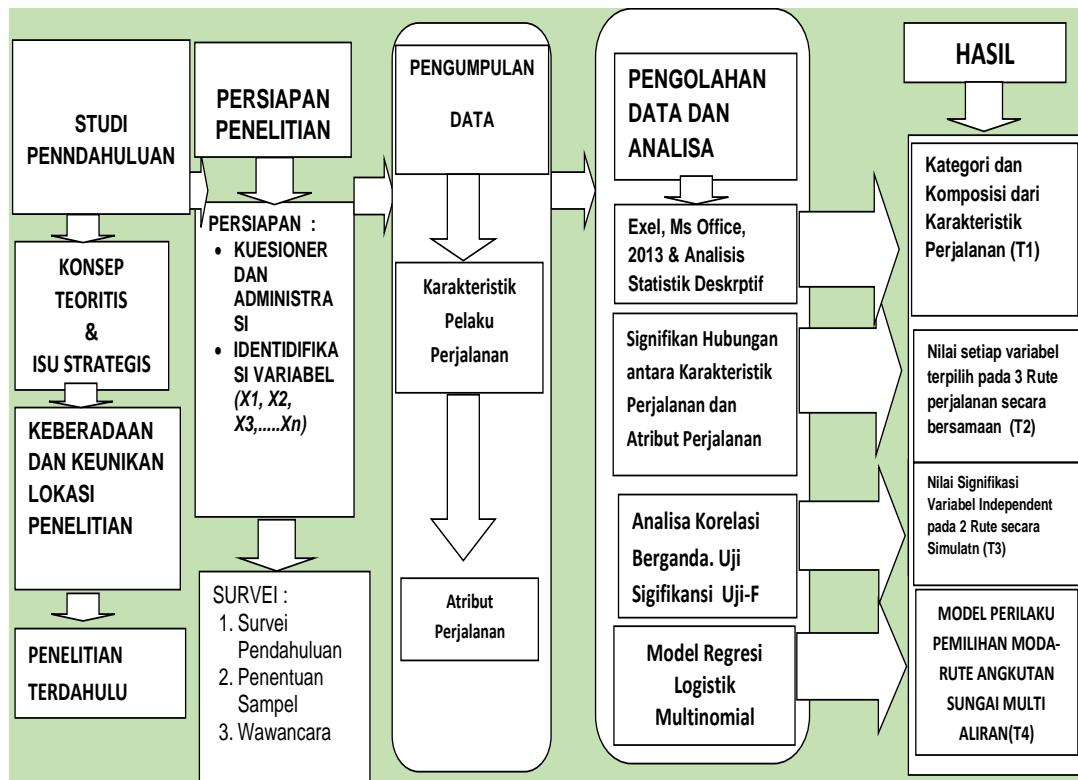 STUDI
PENNDAHULUAN
KONSEP
TEORITIS
&
ISU STRATEGIS
KEBERADAAN
DAN KEUNIKAN
LOKASI
PENELITIAN
PENELITIAN
TERDAHULU
PERSIAPAN
PENELITIAN
PERSIAPAN :
• KUESIONER
DAN
ADMINISTRA
SI
• IDENTIDIFIKA
SI VARIABEL
(X1, X2,
X3,.....Xn)
SURVEI :
1. Survei
Pendahuluan
2. Penentuan
Sampel
3. Wawancara
PENGUMPULAN
DATA
Karakteristik
Pelaku
Perjalanan
Atribut
Perjalanan
PENGOLAHAN
DATA DAN
ANALISA
Exel, Ms Office,
2013 & Analisis
Statistik Deskrptif
Signifikan Hubungan
antara Karakteristik
Perjalanan dan
Atribut Perjalanan
Analisa Korelasi
Berganda. Uji
Sigifikansi Uji-F
Model Regresi
Logistik
Multinomial
HASIL
Kategori dan
Komposisi dari
Karakteristik
Perjalanan (T1)
Nilai setiap variabel
terpilih pada 3 Rute
perjalanan secara
bersamaan (T2)
Nilai Signifikasi
Variabel Independent
pada 2 Rute secara
Simulatn (T3)
MODEL PERILAKU
PEMILIHAN MODA-
RUTE ANGKUTAN
SUNGAI MULTI
ALIRAN(T4)